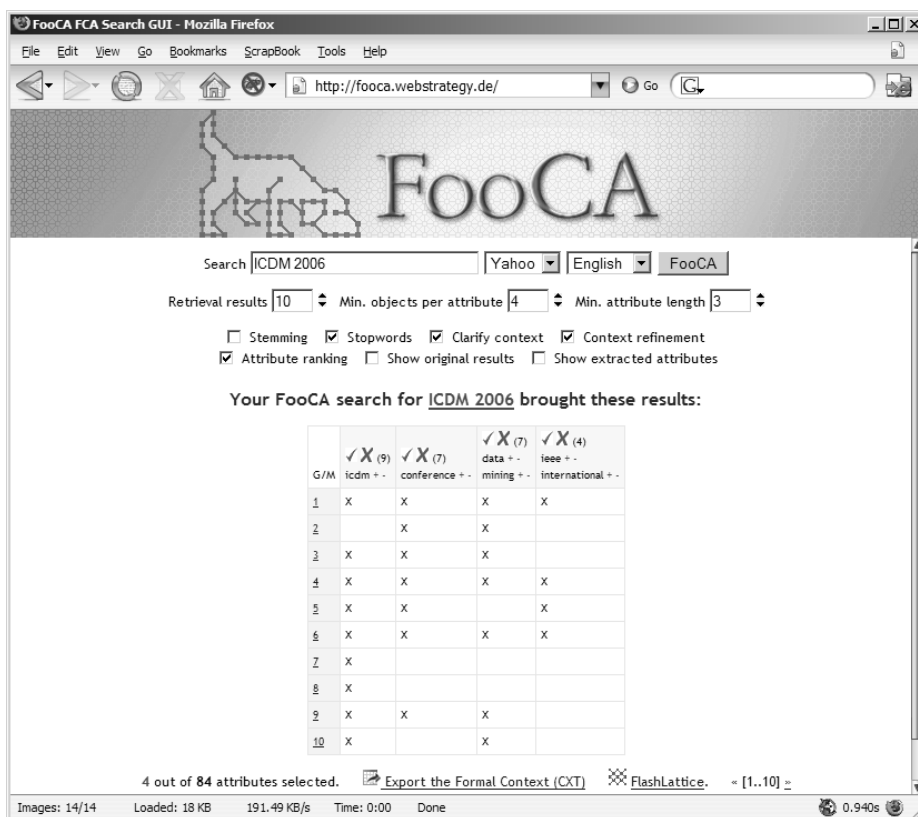 FooCA FCA Search GUI - Mozilla Firefox
File Edit View Go Bookmarks ScrapBook Tools Help
http://fooca.webstrategy.de/ Go G
FooCA
Search ICDM 2006 Yahoo English FooCA
Retrieval results 10 Min. objects per attribute 4 Min. attribute length 3
Stemming Stopwords Clarify context Context refinement
Attribute ranking Show original results Show extracted attributes
Your FooCA search for ICDM 2006 brought these results:
✓ X (9) ✓ X (7) ✓ X (7) ✓ X (4)
data + - ieee + -
G/M icdm + - conference + - mining + - international + -
1 X X X X
2 X X
3 X X X
4 X X X X
5 X X X
6 X X X X
7 X
8 X
9 X X X
10 X X
4 out of 84 attributes selected. Export the Formal Context (CXT) FlashLattice. « [1..10] »
Images: 14/14 Loaded: 18 KB 191.49 KB/s Time: 0:00 Done 0.940s